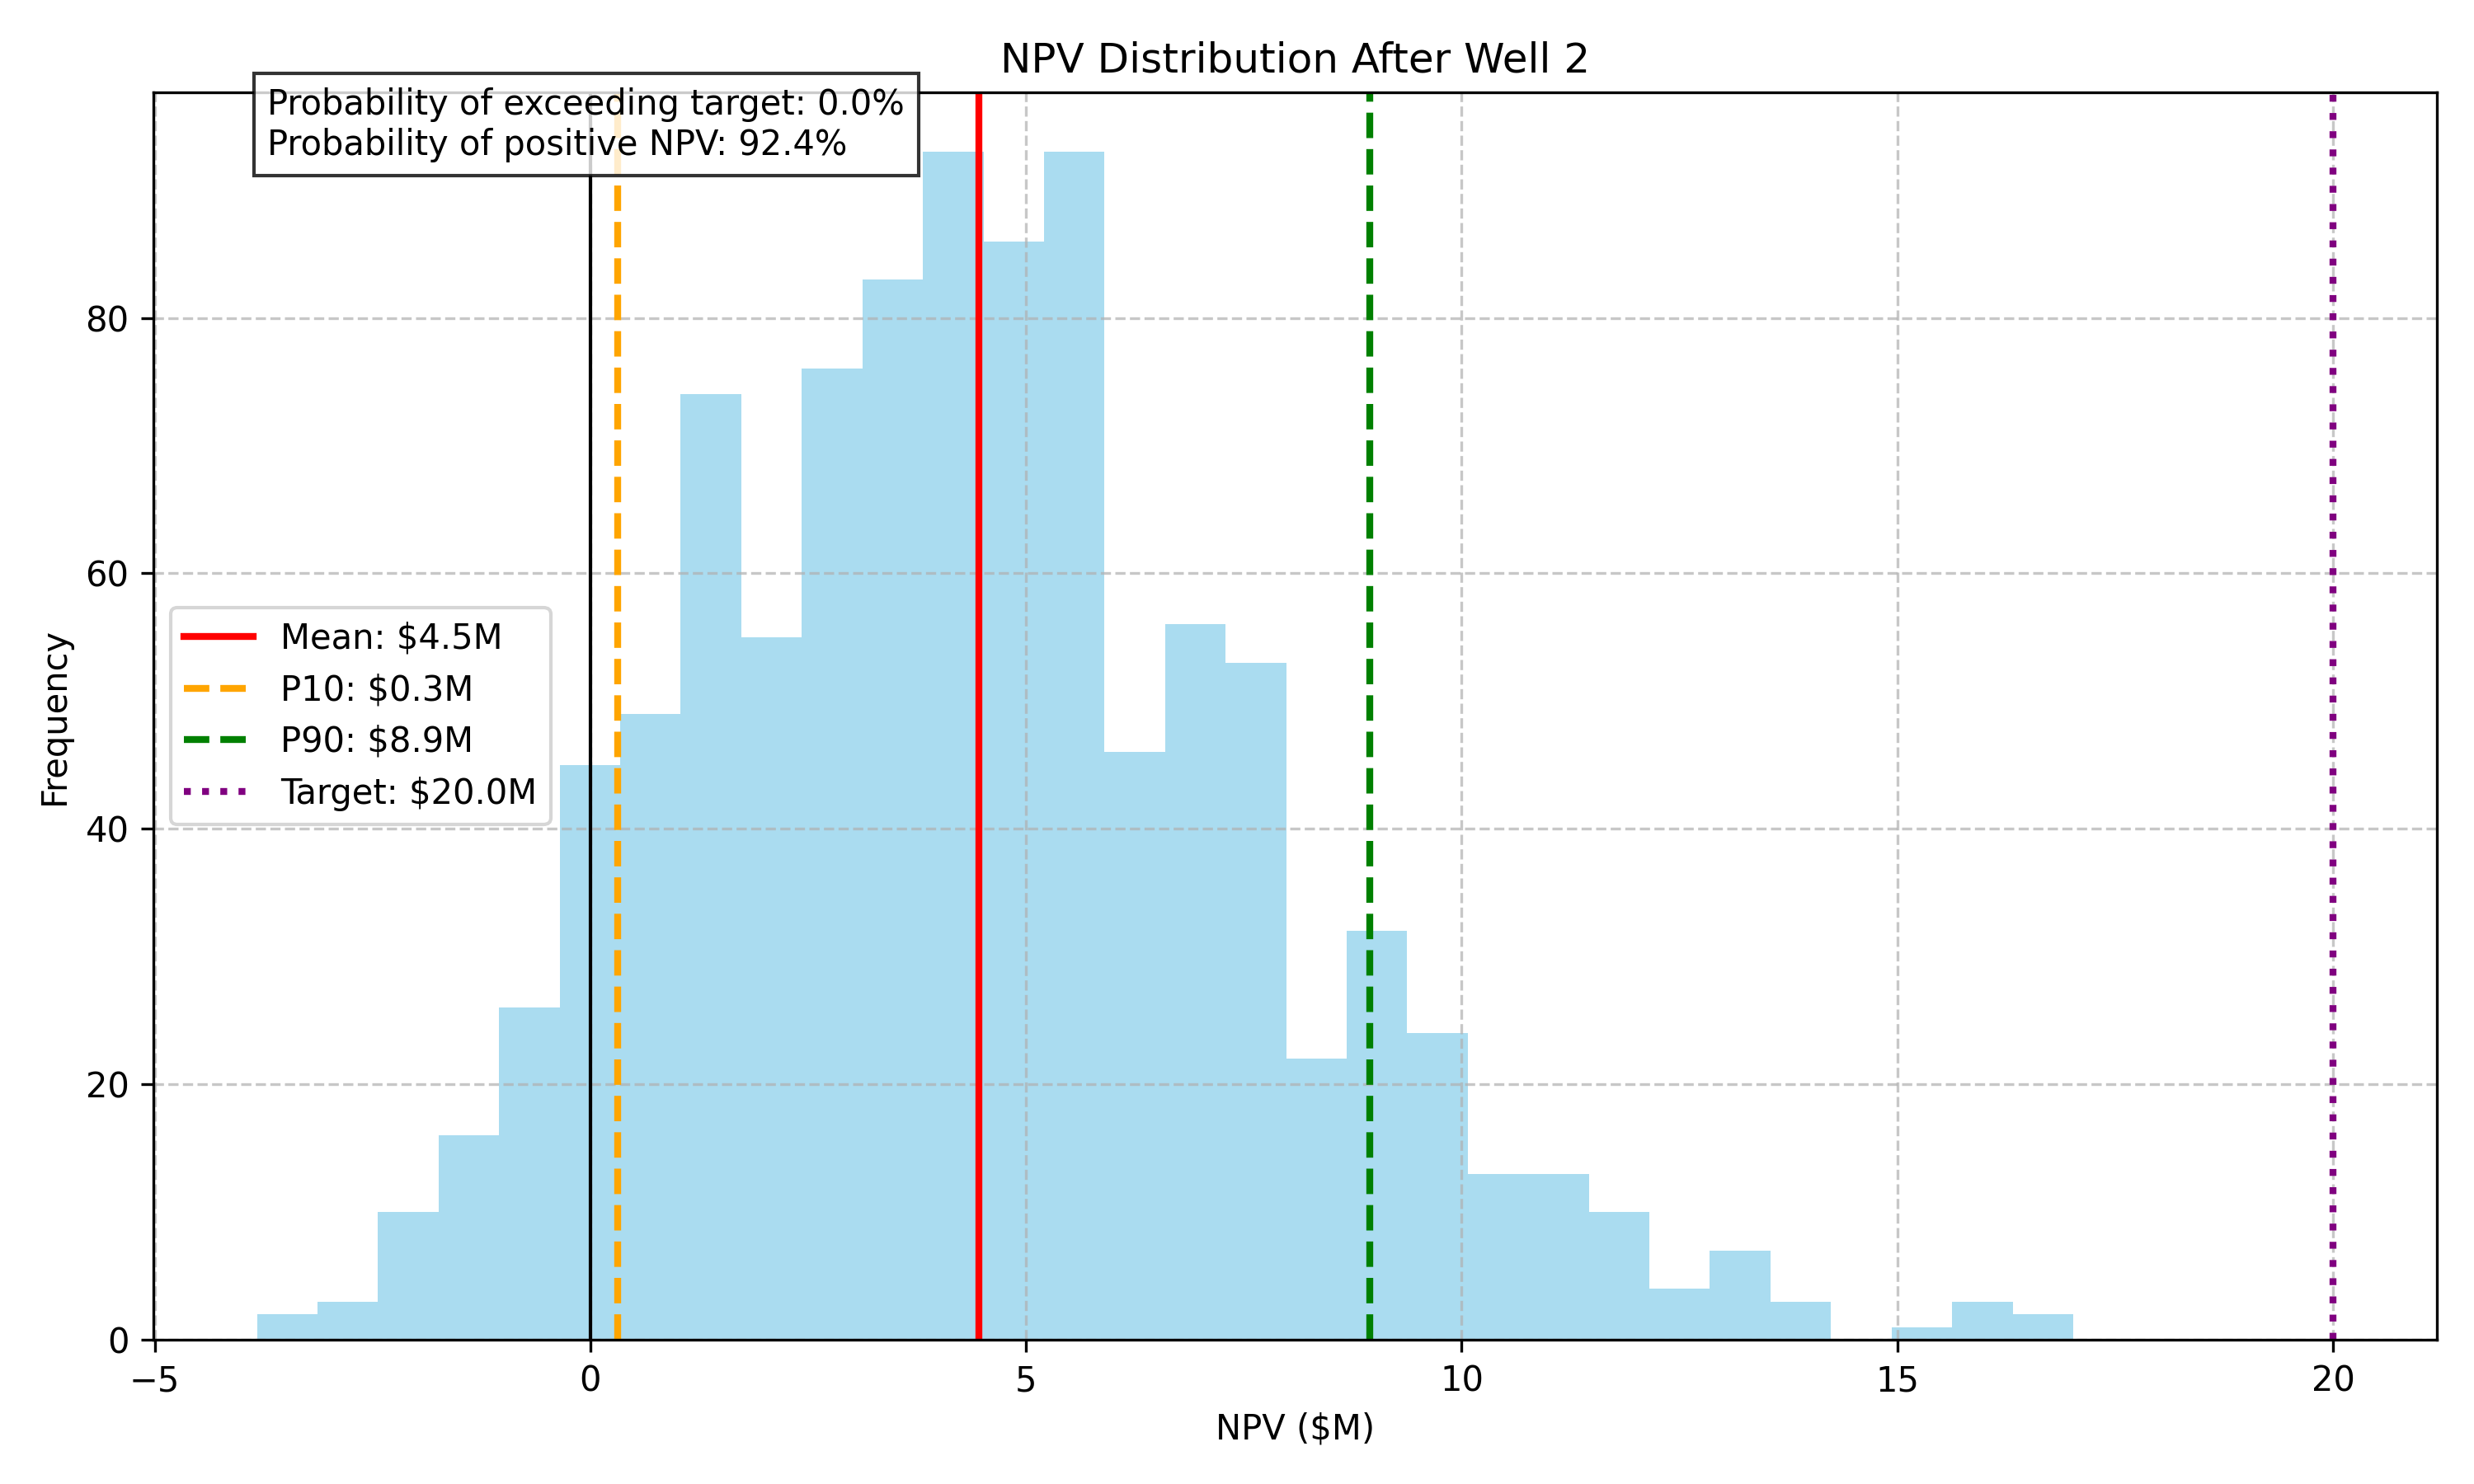 NPV Distribution After Well 2
Probability of exceeding target: 0.0%
Probability of positive NPV: 92.4%
80
60
40
20
0
Frequency
Mean: $4.5M
P10: $0.3M
P90: $8.9M
Target: $20.0M
−5 0 5 10 15 20
NPV ($M)